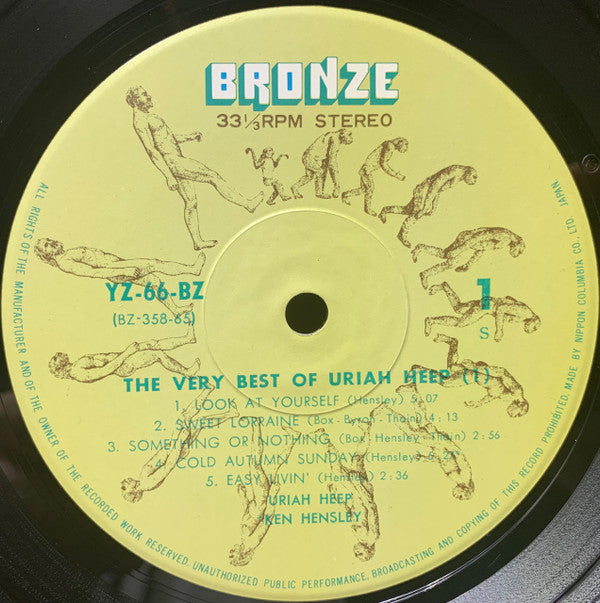 BRONZE
33⅓RPM STEREO
YZ-66-BZ
(BZ-358-65)
1
S
THE VERY BEST OF URIAH HEEP (1)
1. LOOK AT YOURSELF (Hensley) 5:07
2. SWEET LORRAINE (Box - Byron - Thain) 4:13
3. SOMETHING OR NOTHING (Box - Hensley - Thain) 2:56
4. COLD AUTUMN SUNDAY (Hensley)
5. EASY LIVIN' (Hensley) 2:36
URIAH HEEP
KEN HENSLEY
ALL RIGHTS OF THE MANUFACTURER AND OF THE OWNER OF THE RECORDED WORK RESERVED. UNAUTHORIZED PUBLIC PERFORMANCE, BROADCASTING AND COPYING OF THIS RECORD PROHIBITED. MADE BY NIPPON COLUMBIA CO., LTD. JAPAN.